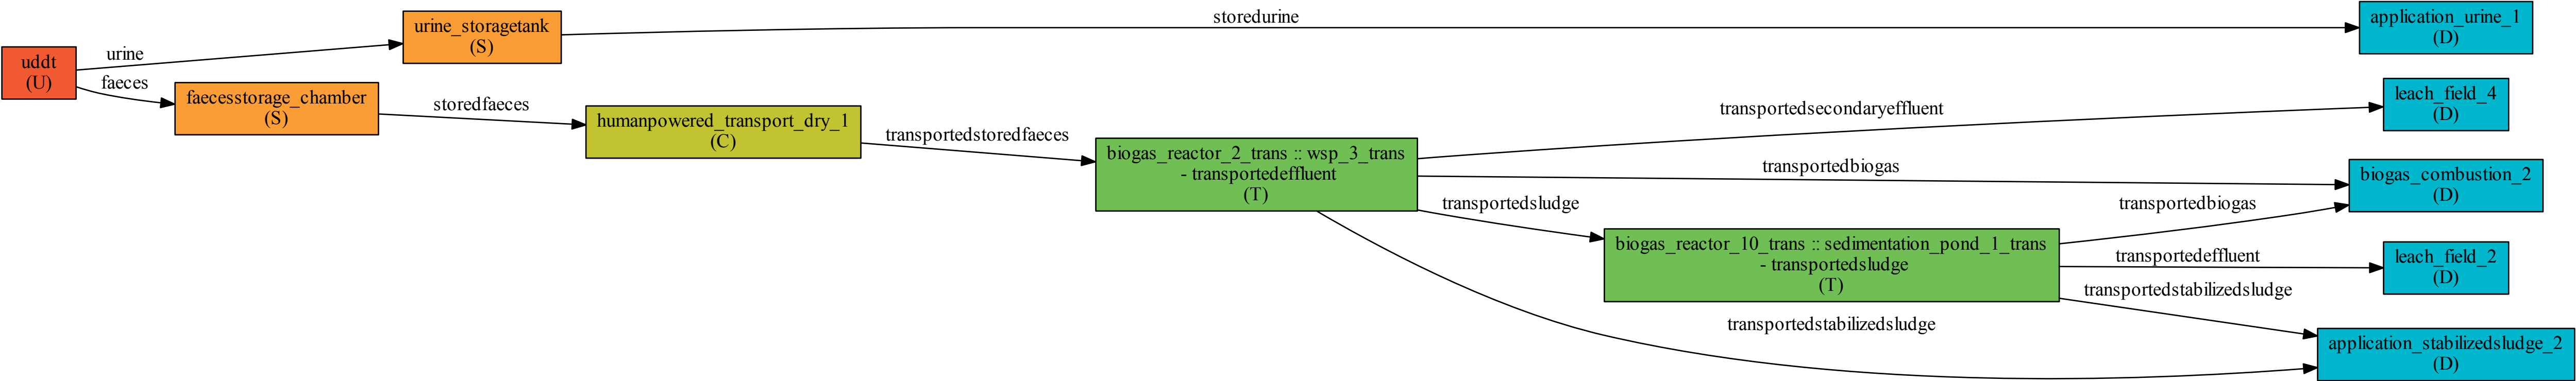 uddt
(U)
urine
faeces
urine_storagetank
(S)
faecesstorage_chamber
(S)
storedurine
storedfaeces
humanpowered_transport_dry_1
(C)
transportedstoredfaeces
biogas_reactor_2_trans :: wsp_3_trans
- transportedeffluent
(T)
transportedsecondaryeffluent
transportedbiogas
transportedsludge
transportedstabilizedsludge
biogas_reactor_10_trans :: sedimentation_pond_1_trans
- transportedsludge
(T)
transportedbiogas
transportedeffluent
transportedstabilizedsludge
application_urine_1
(D)
leach_field_4
(D)
biogas_combustion_2
(D)
leach_field_2
(D)
application_stabilizedsludge_2
(D)